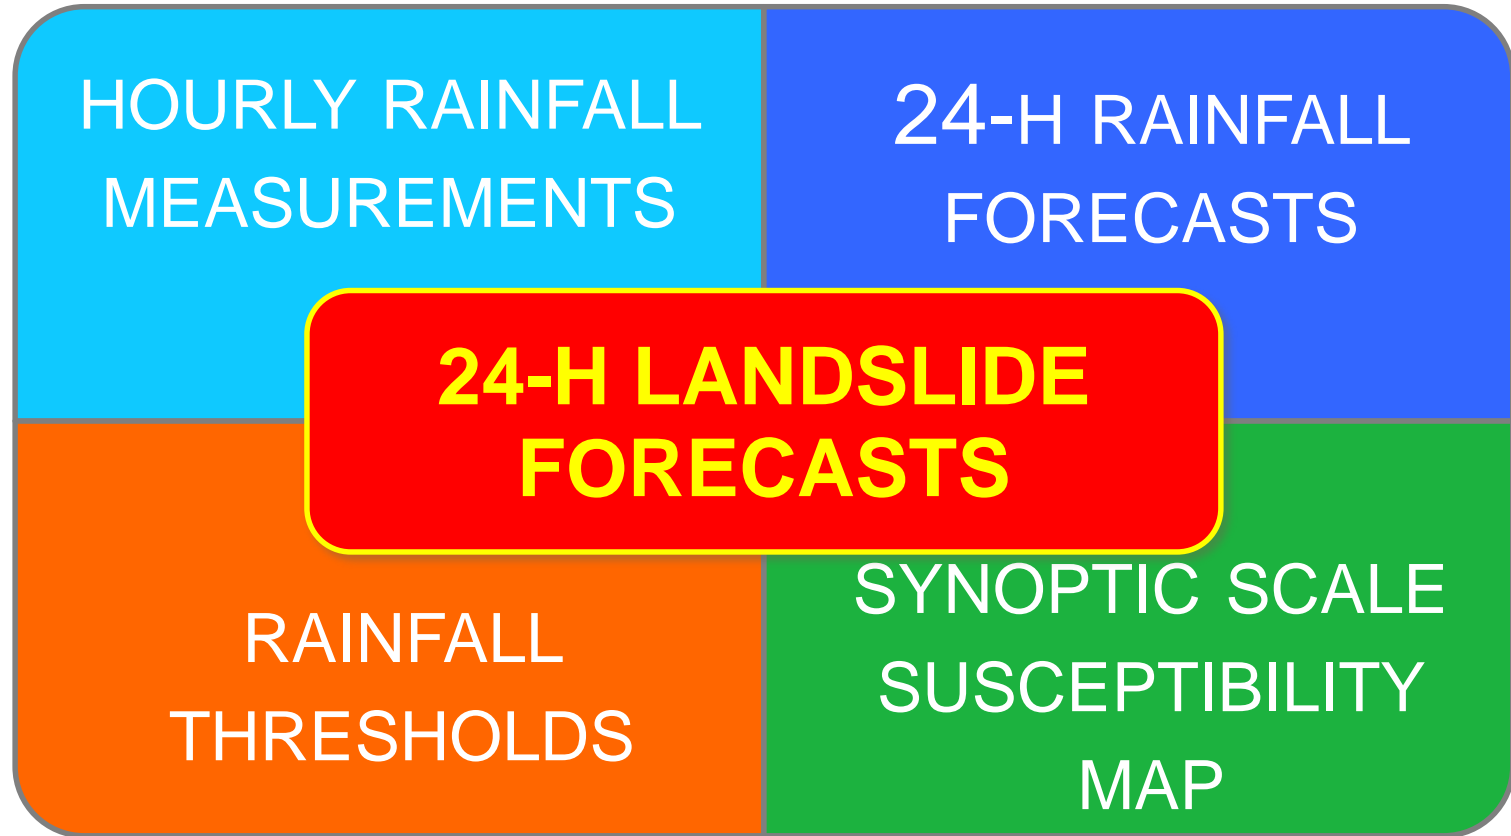 HOURLY RAINFALL
MEASUREMENTS
24-H RAINFALL
FORECASTS
24-H LANDSLIDE
FORECASTS
RAINFALL
THRESHOLDS
SYNOPTIC SCALE
SUSCEPTIBILITY
MAP